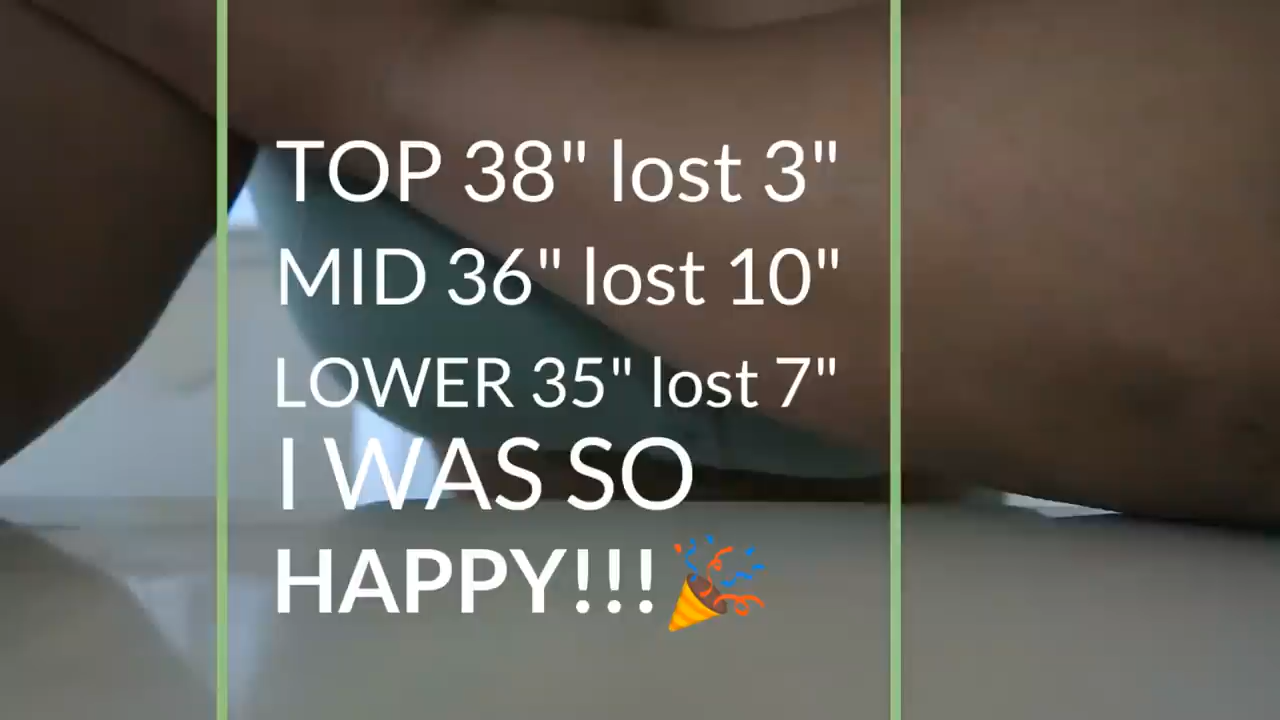 TOP 38" lost 3"
MID 36" lost 10"
LOWER 35" lost 7"
I WAS SO
HAPPY!!!🎉